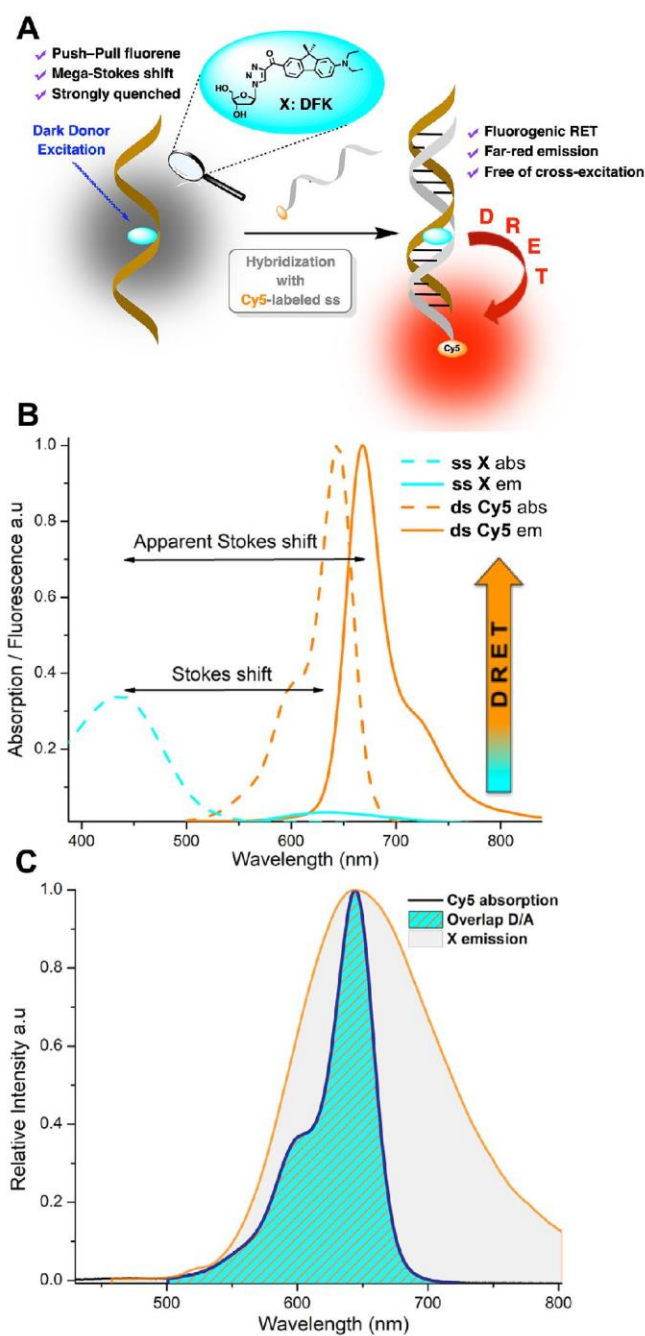 A
✓ Push–Pull fluorene
✓ Mega-Stokes shift
✓ Strongly quenched
Dark Donor
Excitation
O
N
N
N
HO
O
OH
N
X: DFK
Hybridization
with
Cy5-labeled ss
✓ Fluorogenic RET
✓ Far-red emission
✓ Free of cross-excitation
D
R
E
T
Cy5
B
ss X abs
ss X em
ds Cy5 abs
ds Cy5 em
Apparent Stokes shift
Stokes shift
DRET
Absorption / Fluorescence a.u
1.0
0.8
0.6
0.4
0.2
400 500 600 700 800
Wavelength (nm)
C
Cy5 absorption
Overlap D/A
X emission
Relative Intensity a.u
1.0
0.8
0.6
0.4
0.2
0.0
500 600 700 800
Wavelength (nm)